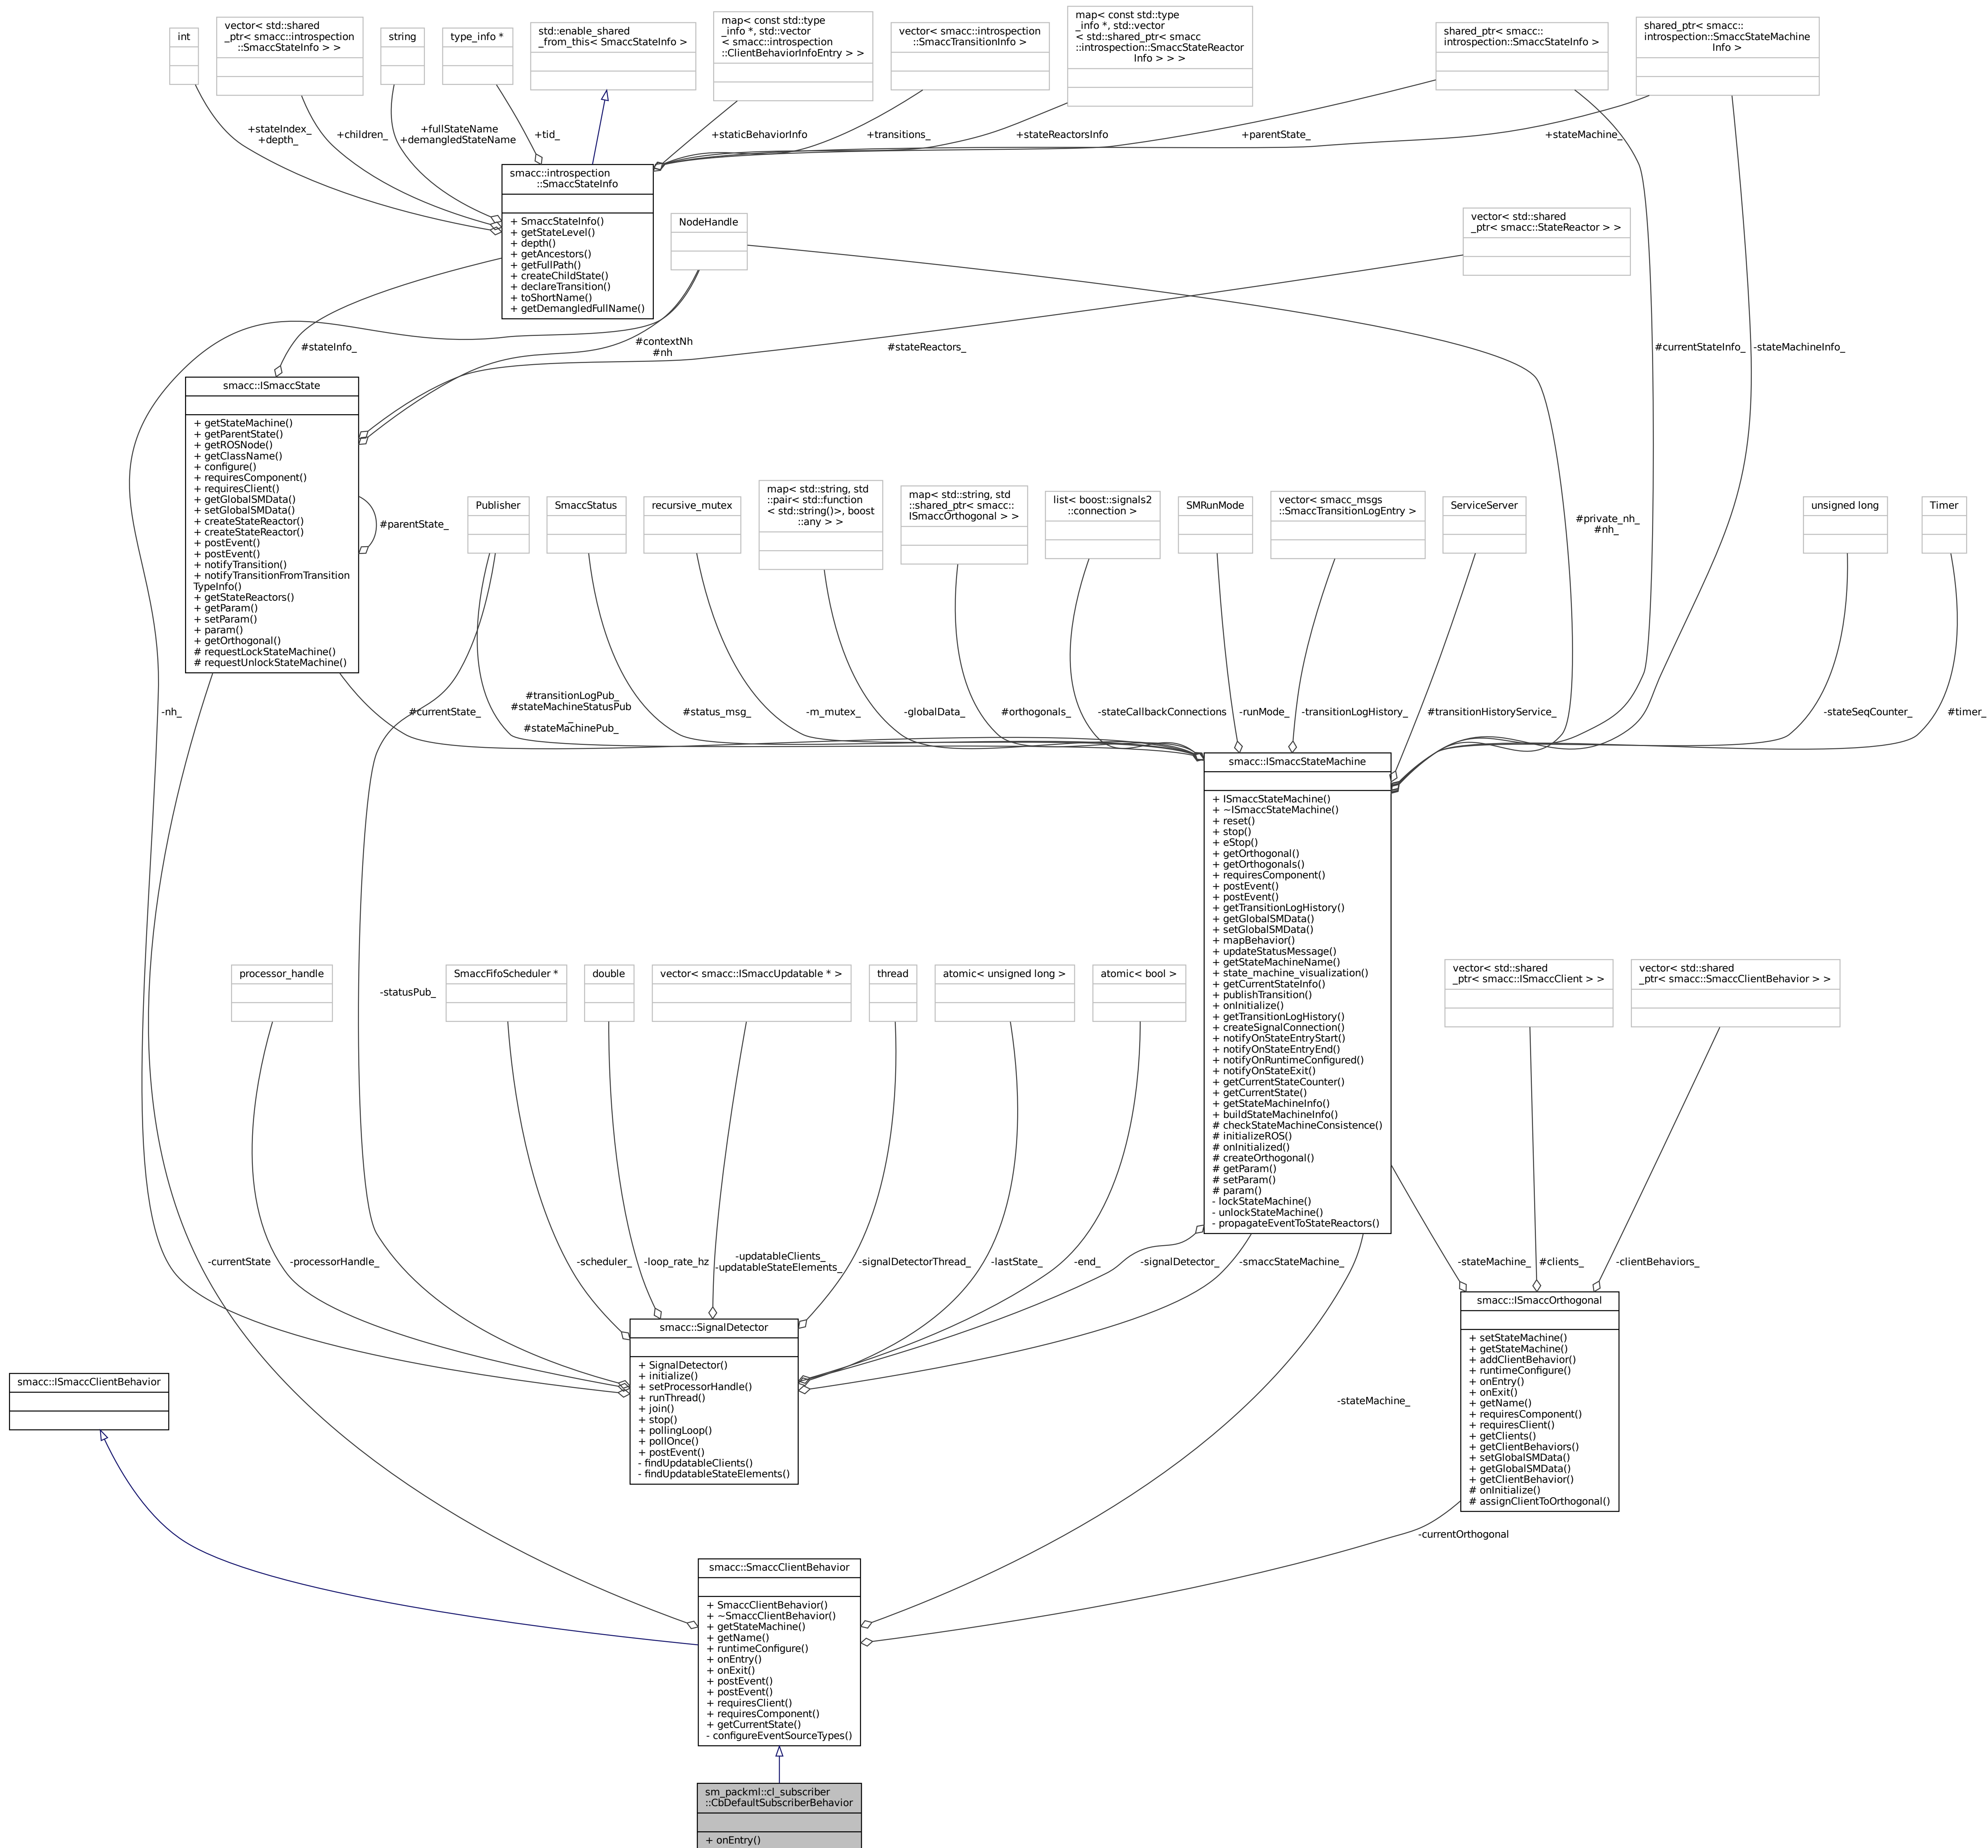 int
vector< std::shared
_ptr< smacc::introspection
::SmaccStateInfo > >
string
type_info *
std::enable_shared
_from_this< SmaccStateInfo >
map< const std::type
_info *, std::vector
< smacc::introspection
::ClientBehaviorInfoEntry > >
vector< smacc::introspection
::SmaccTransitionInfo >
map< const std::type
_info *, std::vector
< std::shared_ptr< smacc
::introspection::SmaccStateReactor
Info > > >
shared_ptr< smacc::
introspection::SmaccStateInfo >
shared_ptr< smacc::
introspection::SmaccStateMachine
Info >
+stateIndex_
+depth_
+children_
+fullStateName
+demangledStateName
+tid_
+staticBehaviorInfo
+transitions_
+stateReactorsInfo
+parentState_
+stateMachine_
smacc::introspection
::SmaccStateInfo
+ SmaccStateInfo()
+ getStateLevel()
+ depth()
+ getAncestors()
+ getFullPath()
+ createChildState()
+ declareTransition()
+ toShortName()
+ getDemangledFullName()
NodeHandle
vector< std::shared
_ptr< smacc::StateReactor > >
#stateInfo_
#contextNh
#nh
#stateReactors_
#currentStateInfo_
-stateMachineInfo_
smacc::ISmaccState
+ getStateMachine()
+ getParentState()
+ getROSNode()
+ getClassName()
+ configure()
+ requiresComponent()
+ requiresClient()
+ getGlobalSMData()
+ setGlobalSMData()
+ createStateReactor()
+ createStateReactor()
+ postEvent()
+ postEvent()
+ notifyTransition()
+ notifyTransitionFromTransition
TypeInfo()
+ getStateReactors()
+ getParam()
+ setParam()
+ param()
+ getOrthogonal()
# requestLockStateMachine()
# requestUnlockStateMachine()
#parentState_
Publisher
SmaccStatus
recursive_mutex
map< std::string, std
::pair< std::function
< std::string()>, boost
::any > >
map< std::string, std
::shared_ptr< smacc::
ISmaccOrthogonal > >
list< boost::signals2
::connection >
SMRunMode
vector< smacc_msgs
::SmaccTransitionLogEntry >
ServiceServer
#private_nh_
#nh_
unsigned long
Timer
-nh_
#currentState_
#transitionLogPub_
#stateMachineStatusPub
_
#stateMachinePub_
#status_msg_
-m_mutex_
-globalData_
#orthogonals_
-stateCallbackConnections
-runMode_
-transitionLogHistory_
#transitionHistoryService_
-stateSeqCounter_
#timer_
smacc::ISmaccStateMachine
+ ISmaccStateMachine()
+ ~ISmaccStateMachine()
+ reset()
+ stop()
+ eStop()
+ getOrthogonal()
+ getOrthogonals()
+ requiresComponent()
+ postEvent()
+ postEvent()
+ getTransitionLogHistory()
+ getGlobalSMData()
+ setGlobalSMData()
+ mapBehavior()
+ updateStatusMessage()
+ getStateMachineName()
+ state_machine_visualization()
+ getCurrentStateInfo()
+ publishTransition()
+ onInitialize()
+ getTransitionLogHistory()
+ createSignalConnection()
+ notifyOnStateEntryStart()
+ notifyOnStateEntryEnd()
+ notifyOnRuntimeConfigured()
+ notifyOnStateExit()
+ getCurrentStateCounter()
+ getCurrentState()
+ getStateMachineInfo()
+ buildStateMachineInfo()
# checkStateMachineConsistence()
# initializeROS()
# onInitialized()
# createOrthogonal()
# getParam()
# setParam()
# param()
- lockStateMachine()
- unlockStateMachine()
- propagateEventToStateReactors()
processor_handle
-statusPub_
SmaccFifoScheduler *
double
vector< smacc::ISmaccUpdatable * >
thread
atomic< unsigned long >
atomic< bool >
vector< std::shared
_ptr< smacc::ISmaccClient > >
vector< std::shared
_ptr< smacc::SmaccClientBehavior > >
-currentState
-processorHandle_
-scheduler_
-loop_rate_hz
-updatableClients_
-updatableStateElements_
-signalDetectorThread_
-lastState_
-end_
-signalDetector_
-smaccStateMachine_
-stateMachine_
#clients_
-clientBehaviors_
smacc::SignalDetector
+ SignalDetector()
+ initialize()
+ setProcessorHandle()
+ runThread()
+ join()
+ stop()
+ pollingLoop()
+ pollOnce()
+ postEvent()
- findUpdatableClients()
- findUpdatableStateElements()
smacc::ISmaccOrthogonal
+ setStateMachine()
+ getStateMachine()
+ addClientBehavior()
+ runtimeConfigure()
+ onEntry()
+ onExit()
+ getName()
+ requiresComponent()
+ requiresClient()
+ getClients()
+ getClientBehaviors()
+ setGlobalSMData()
+ getGlobalSMData()
+ getClientBehavior()
# onInitialize()
# assignClientToOrthogonal()
smacc::ISmaccClientBehavior
-stateMachine_
-currentOrthogonal
smacc::SmaccClientBehavior
+ SmaccClientBehavior()
+ ~SmaccClientBehavior()
+ getStateMachine()
+ getName()
+ runtimeConfigure()
+ onEntry()
+ onExit()
+ postEvent()
+ postEvent()
+ requiresClient()
+ requiresComponent()
+ getCurrentState()
- configureEventSourceTypes()
sm_packml::cl_subscriber
::CbDefaultSubscriberBehavior
+ onEntry()